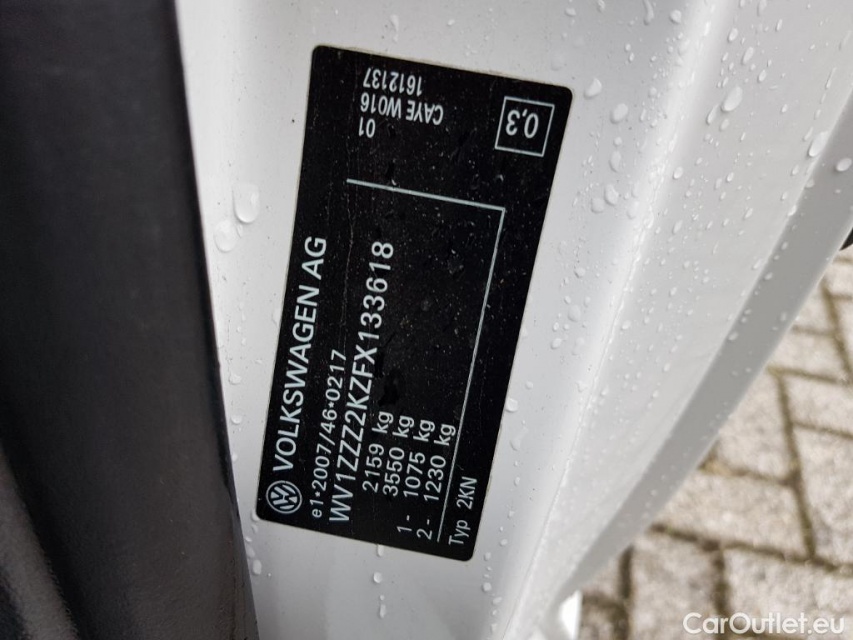 VOLKSWAGEN AG
e1*2007/46*0217
WV1ZZZ2KZFX133618
2159 kg
3550 kg
1- 1075 kg
2- 1230 kg
Typ 2KN
01
CAYE W016
1612137
0,3
CarOutlet.eu